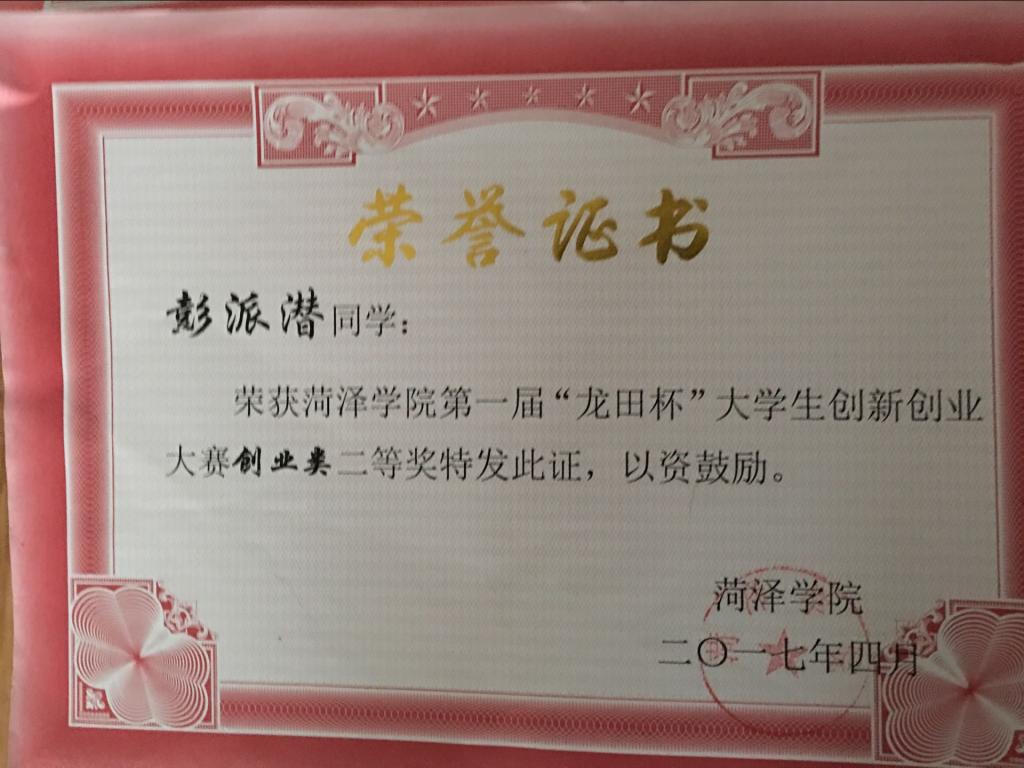 荣誉证书
彭派潜同学：
荣获菏泽学院第一届“龙田杯”大学生创新创业
大赛创业类二等奖特发此证，以资鼓励。
菏泽学院
二〇一七年四月